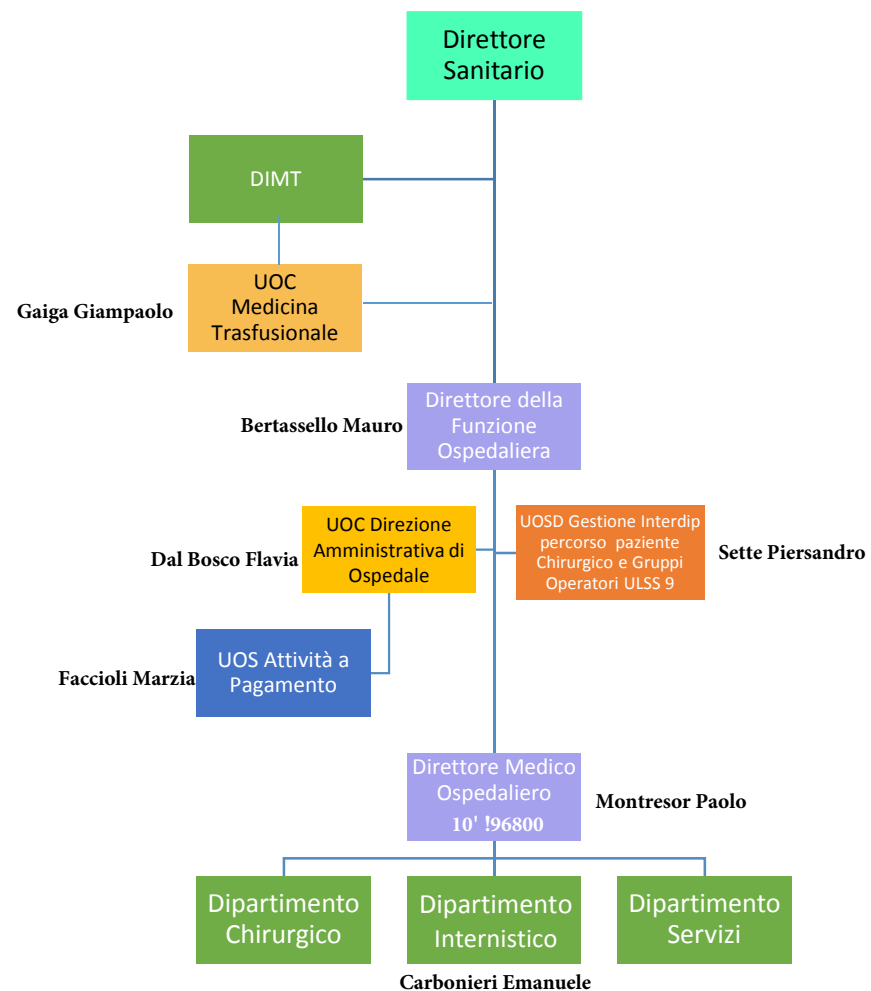 Direttore
Sanitario
DIMT
UOC
Medicina
Trasfusionale
Gaiga Giampaolo
Direttore della
Funzione
Ospedaliera
Bertassello Mauro
UOC Direzione
Amministrativa di
Ospedale
Dal Bosco Flavia
UOSD Gestione Interdip
percorso paziente
Chirurgico e Gruppi
Operatori ULSS 9
Sette Piersandro
UOS Attività a
Pagamento
Faccioli Marzia
Direttore Medico
Ospedaliero
10' !96800
Montresor Paolo
Dipartimento
Chirurgico
Dipartimento
Internistico
Dipartimento
Servizi
Carbonieri Emanuele